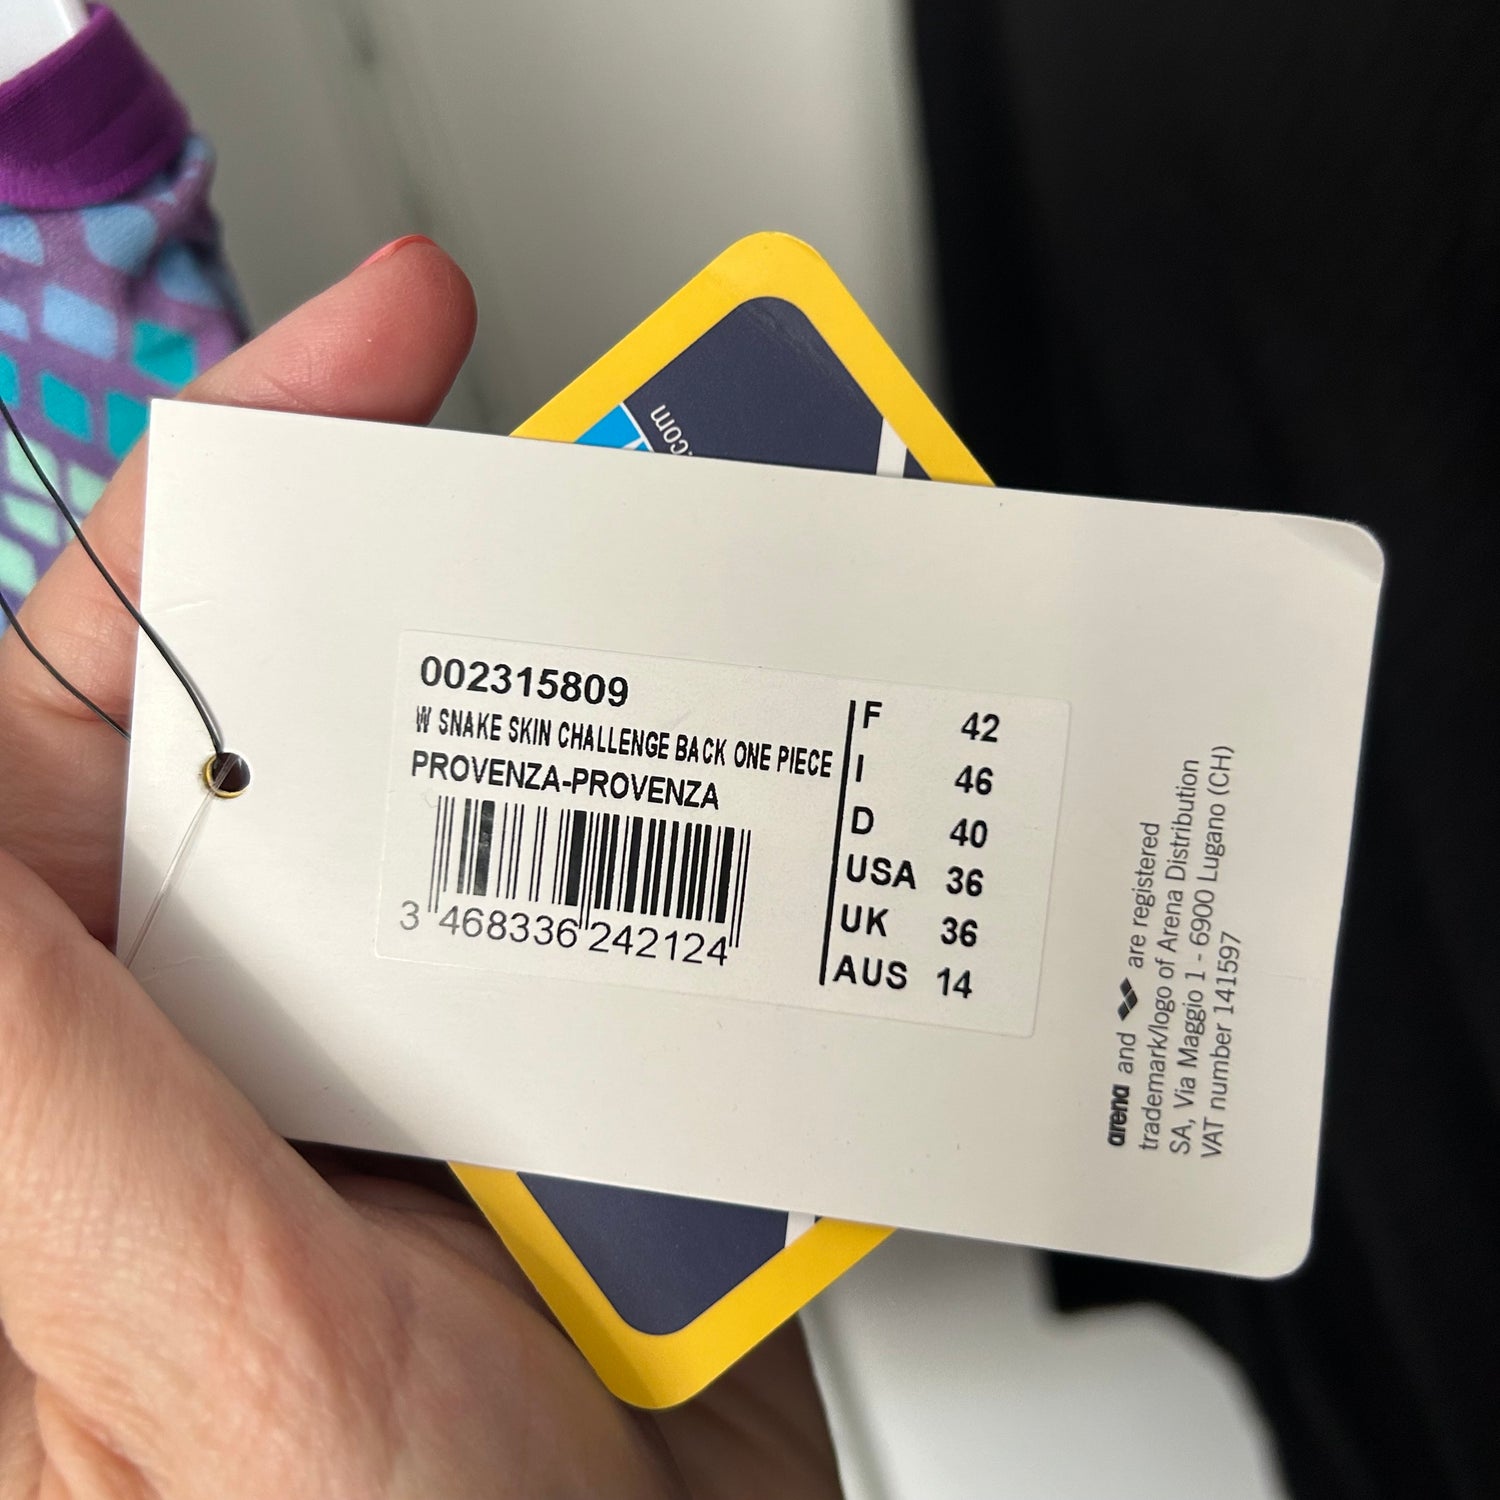 .com
002315809
W SNAKE SKIN CHALLENGE BACK ONE PIECE
PROVENZA-PROVENZA
3 468336 242124
F 42
I 46
D 40
USA 36
UK 36
AUS 14
arena and are registered
trademark/logo of Arena Distribution
SA, Via Maggio 1 - 6900 Lugano (CH)
VAT number 141597